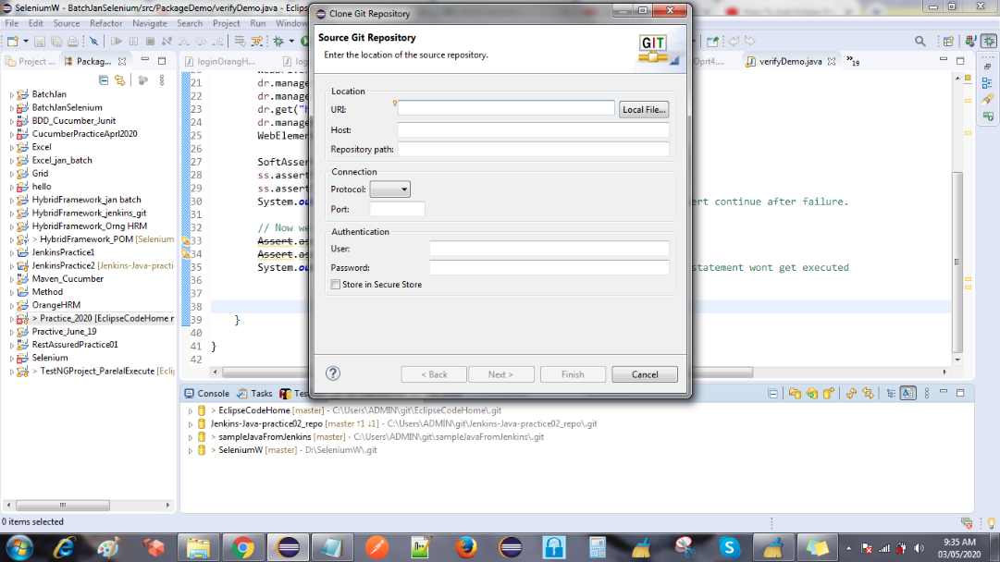 SeleniumW - BatchJanSelenium/src/PackageDemo/verifyDemo.java - Eclips
File Edit Source Refactor Navigate Search Project Run Window
Project ...
Packag...
loginOrangH...
Oprt4....
verifyDemo.java
»19
BatchJan
BatchJanSelenium
BDD_Cucumber_Junit
CucumberPracticeAprl2020
Excel
Excel_jan_batch
Grid
hello
HybridFramework_jan batch
HybridFramework_jenkins_git
HybridFramework_Orng HRM
> HybridFramework_POM [Selenium
JenkinsPractice1
JenkinsPractice2 [Jenkins-Java-practi
Maven_Cucumber
Method
OrangeHRM
> Practice_2020 [EclipseCodeHome r
Practive_June_19
RestAssuredPractice01
Selenium
> TestNGProject_ParelalExecute [Ecli
21 dr.manage
22 dr.manage
23 dr.get("h
24 dr.manage
25 WebElemen
26
27 SoftAsser
28 ss.assert
29 ss.assert
30 System.ou ert continue after failure.
31
32 // Now we
33 Assert.as
34 Assert.as
35 System.ou statement wont get executed
36
37
38
39 }
40
41 }
42
Clone Git Repository
Source Git Repository
Enter the location of the source repository.
GIT
Location
URI:
Local File...
Host:
Repository path:
Connection
Protocol:
Port:
Authentication
User:
Password:
Store in Secure Store
< Back
Next >
Finish
Cancel
Console
Tasks
> EclipseCodeHome [master] - C:\Users\ADMIN\git\EclipseCodeHome\.git
Jenkins-Java-practice02_repo [master ↑1 ↓1] - C:\Users\ADMIN\git\Jenkins-Java-practice02_repo\.git
> sampleJavaFromJenkins [master] - C:\Users\ADMIN\git\sampleJavaFromJenkins\.git
> SeleniumW [master] - D:\SeleniumW\.git
0 items selected
9:35 AM
03/05/2020